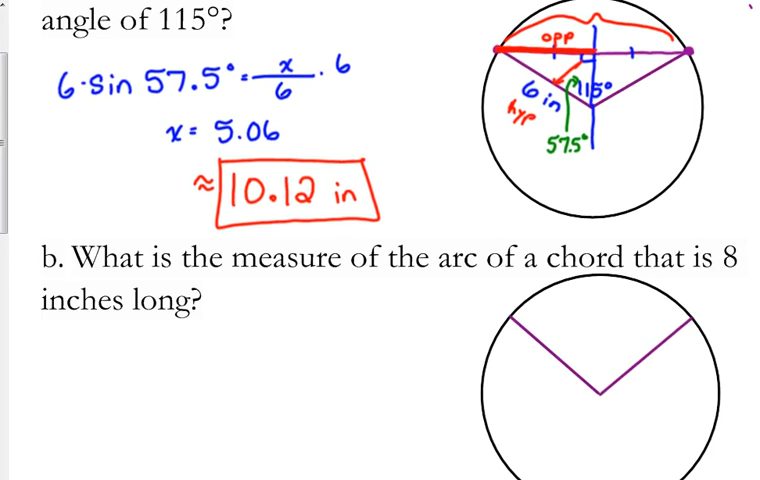 angle of 115°?
6·sin 57.5° = x/6 · 6
x = 5.06
≈ 10.12 in
opp
6 in
115°
hyp
57.5°
b. What is the measure of the arc of a chord that is 8
inches long?